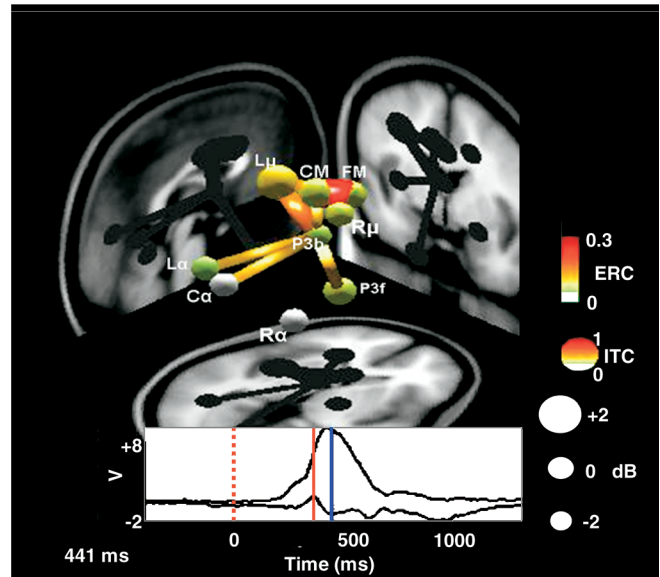 Lμ
CM
FM
Rμ
P3b
Lα
Cα
P3f
Rα
0.3
ERC
0
1
ITC
0
+2
0 dB
-2
+8
V
-2
0 500 1000
Time (ms)
441 ms